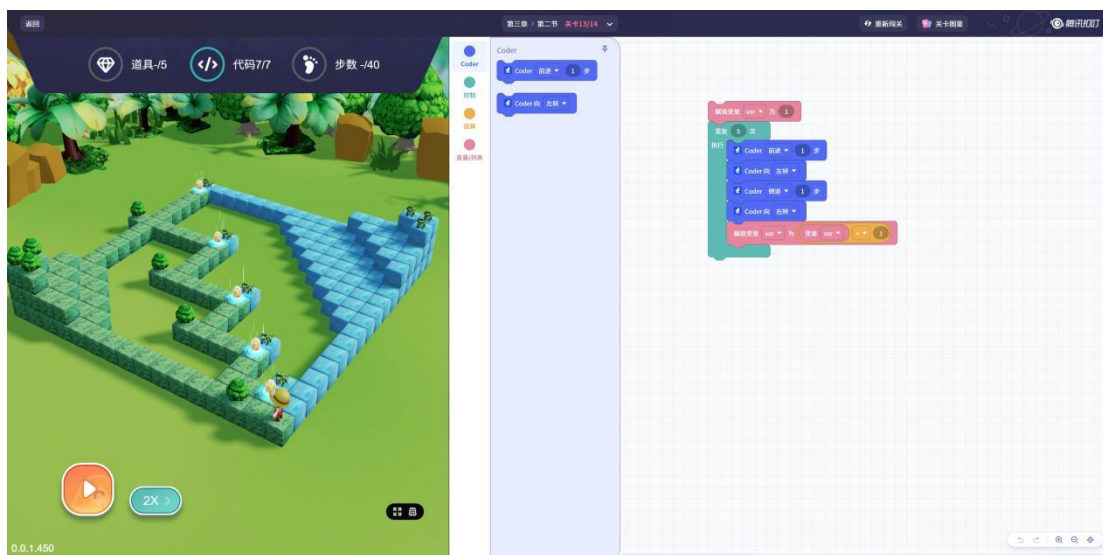 返回
第三章 > 第二节 关卡13/14
重新闯关
关卡图鉴
腾讯扣叮
道具-/5
代码7/7
步数 -/40
Coder
控制
运算
变量/列表
Coder
Coder 前进 1 步
Coder 向 左转
赋值变量 var 为 1
重复 5 次
执行
Coder 前进 1 步
Coder 向 左转
Coder 倒退 1 步
Coder 向 右转
赋值变量 var 为 变量 var + 1
2X
0.0.1.450